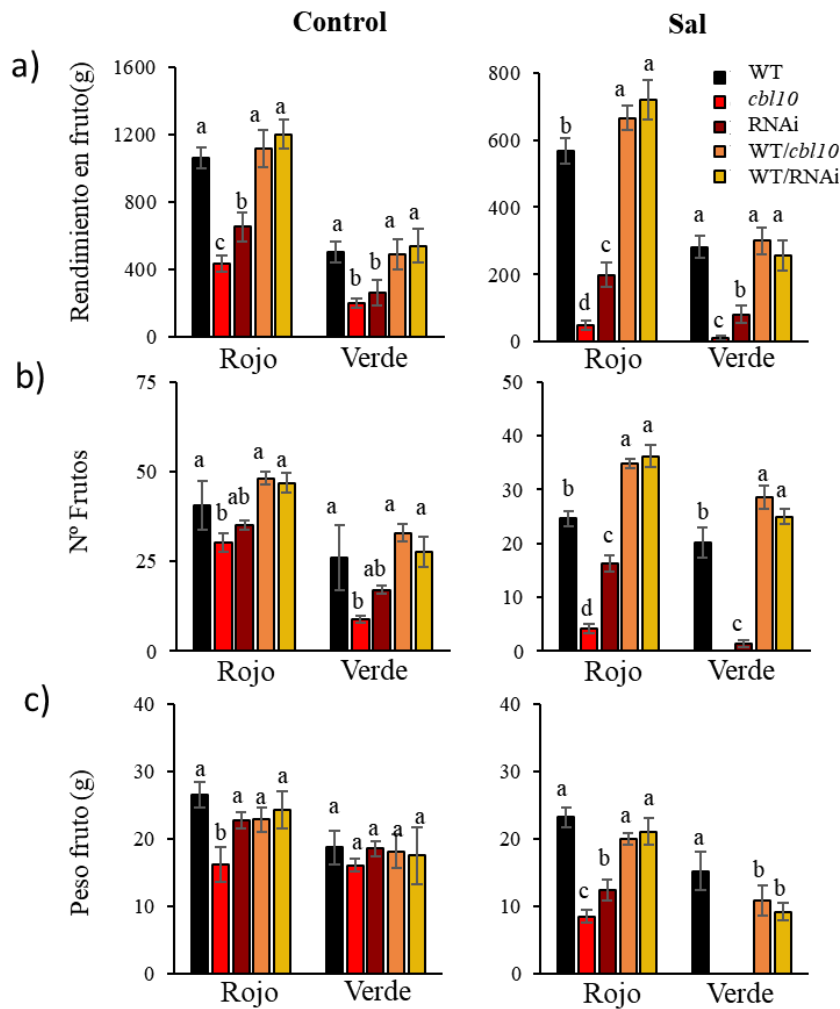 Control
Sal
a)
Rendimiento en fruto(g)
1600
1200
800
400
0
a
c
b
a
a
a
b
b
a
a
Rojo
Verde
800
600
400
200
0
b
d
c
a
a
a
c
b
a
a
Rojo
Verde
WT
cbl10
RNAi
WT/cbl10
WT/RNAi
b)
Nº Frutos
75
50
25
0
a
b
ab
a
a
a
b
ab
a
a
Rojo
Verde
50
40
30
20
10
0
b
d
c
a
a
b
c
a
a
Rojo
Verde
c)
Peso fruto (g)
40
30
20
10
0
a
b
a
a
a
a
a
a
a
a
Rojo
Verde
40
30
20
10
0
a
c
b
a
a
a
b
b
Rojo
Verde